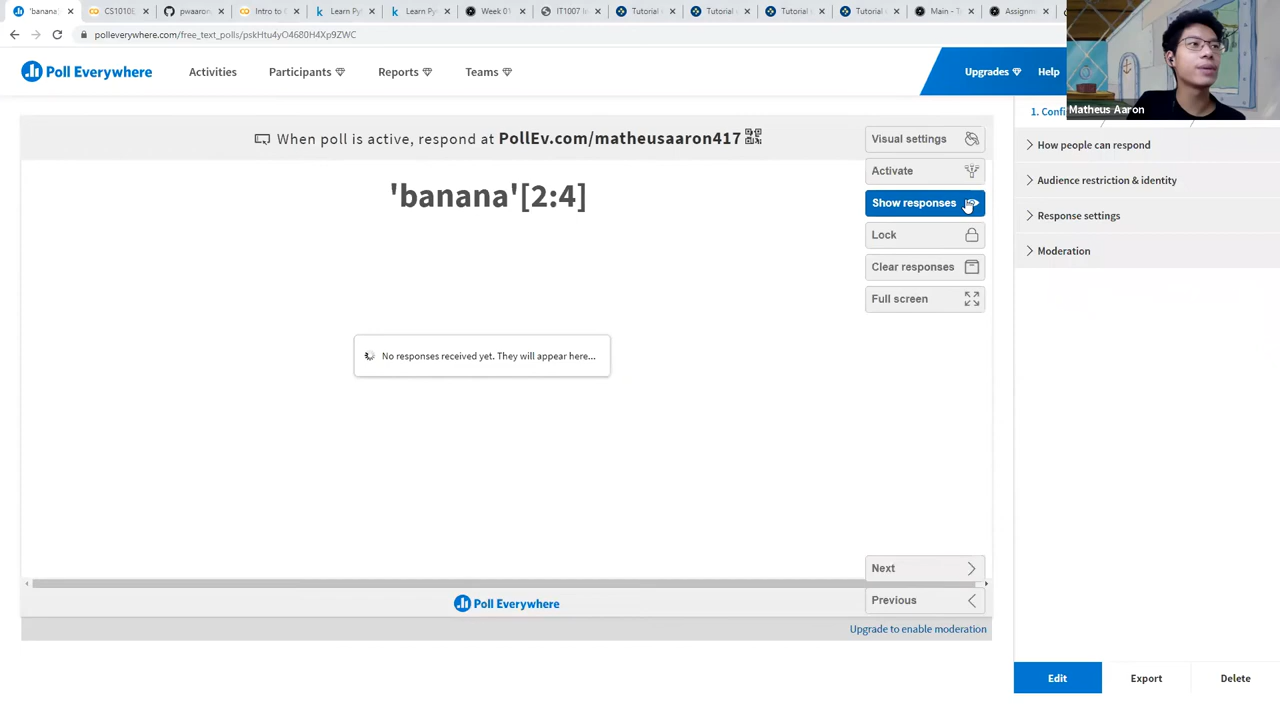 'banana'
CS1010E
pwaaron
Intro to C
Learn Py
Learn Py
Week 01
IT1007 I
Tutorial
Tutorial
Tutorial
Tutorial
Main - T
Assignm
polleverywhere.com/free_text_polls/pskHtu4yO4680H4Xp9ZWC
Poll Everywhere
Activities
Participants
Reports
Teams
Upgrades
Help
Matheus Aaron
When poll is active, respond at PollEv.com/matheusaaron417
'banana'[2:4]
No responses received yet. They will appear here...
Visual settings
Activate
Show responses
Lock
Clear responses
Full screen
Next
Previous
Poll Everywhere
Upgrade to enable moderation
1. Confi
How people can respond
Audience restriction & identity
Response settings
Moderation
Edit
Export
Delete